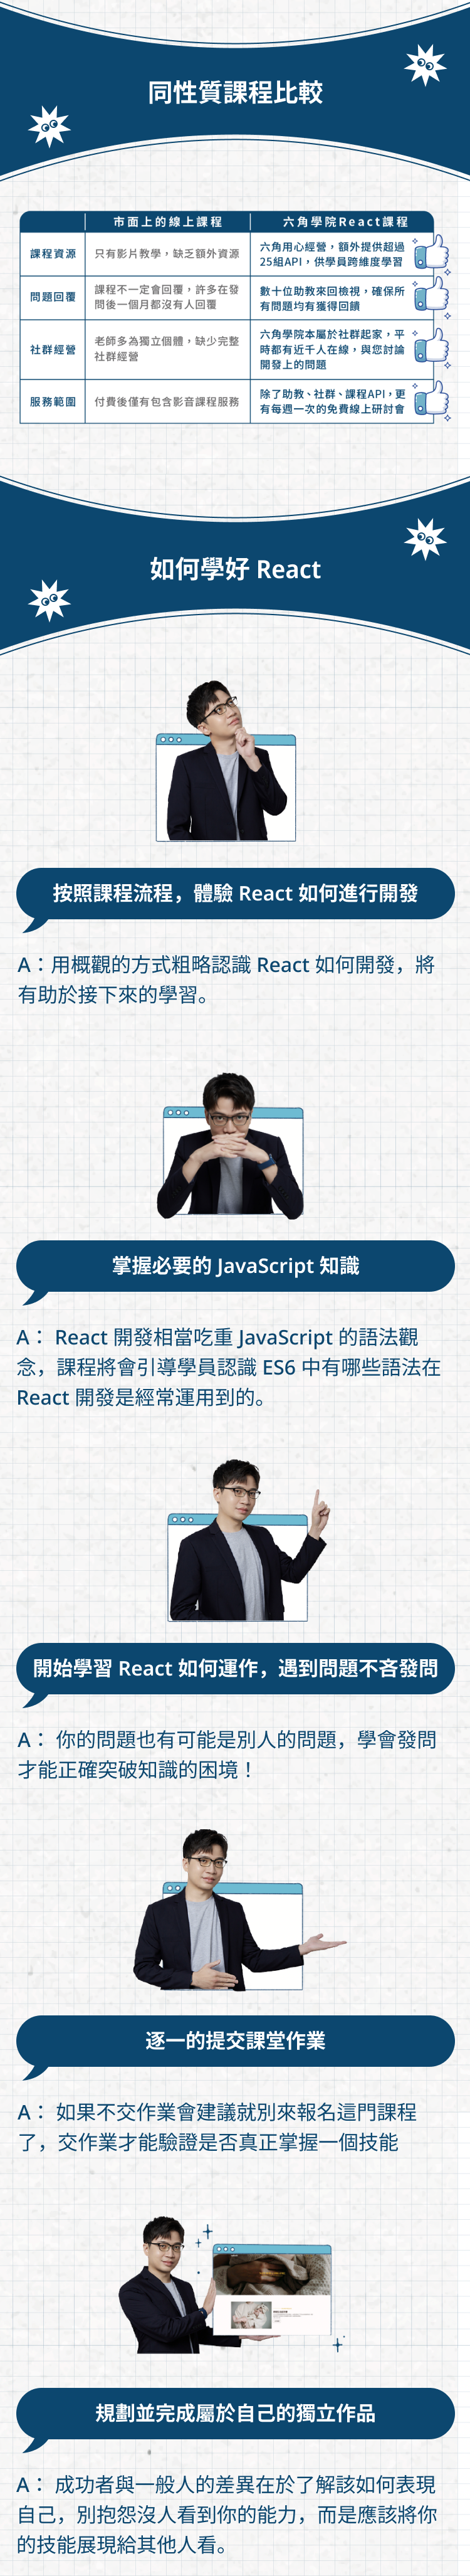 同性質課程比較
市面上的線上課程
六角學院React課程
課程資源
只有影片教學，缺乏額外資源
六角用心經營，額外提供超過
25組API，供學員跨維度學習
問題回覆
課程不一定會回覆，許多在發
問後一個月都沒有人回覆
數十位助教來回檢視，確保所
有問題均有獲得回饋
社群經營
老師多為獨立個體，缺少完整
社群經營
六角學院本屬於社群起家，平
時都有近千人在線，與您討論
開發上的問題
服務範圍
付費後僅有包含影音課程服務
除了助教、社群、課程API，更
有每週一次的免費線上研討會
如何學好 React
按照課程流程，體驗 React 如何進行開發
A：用概觀的方式粗略認識 React 如何開發，將
有助於接下來的學習。
掌握必要的 JavaScript 知識
A： React 開發相當吃重 JavaScript 的語法觀
念，課程將會引導學員認識 ES6 中有哪些語法在
React 開發是經常運用到的。
開始學習 React 如何運作，遇到問題不吝發問
A： 你的問題也有可能是別人的問題，學會發問
才能正確突破知識的困境！
逐一的提交課堂作業
A： 如果不交作業會建議就別來報名這門課程
了，交作業才能驗證是否真正掌握一個技能
規劃並完成屬於自己的獨立作品
A： 成功者與一般人的差異在於了解該如何表現
自己，別抱怨沒人看到你的能力，而是應該將你
的技能展現給其他人看。